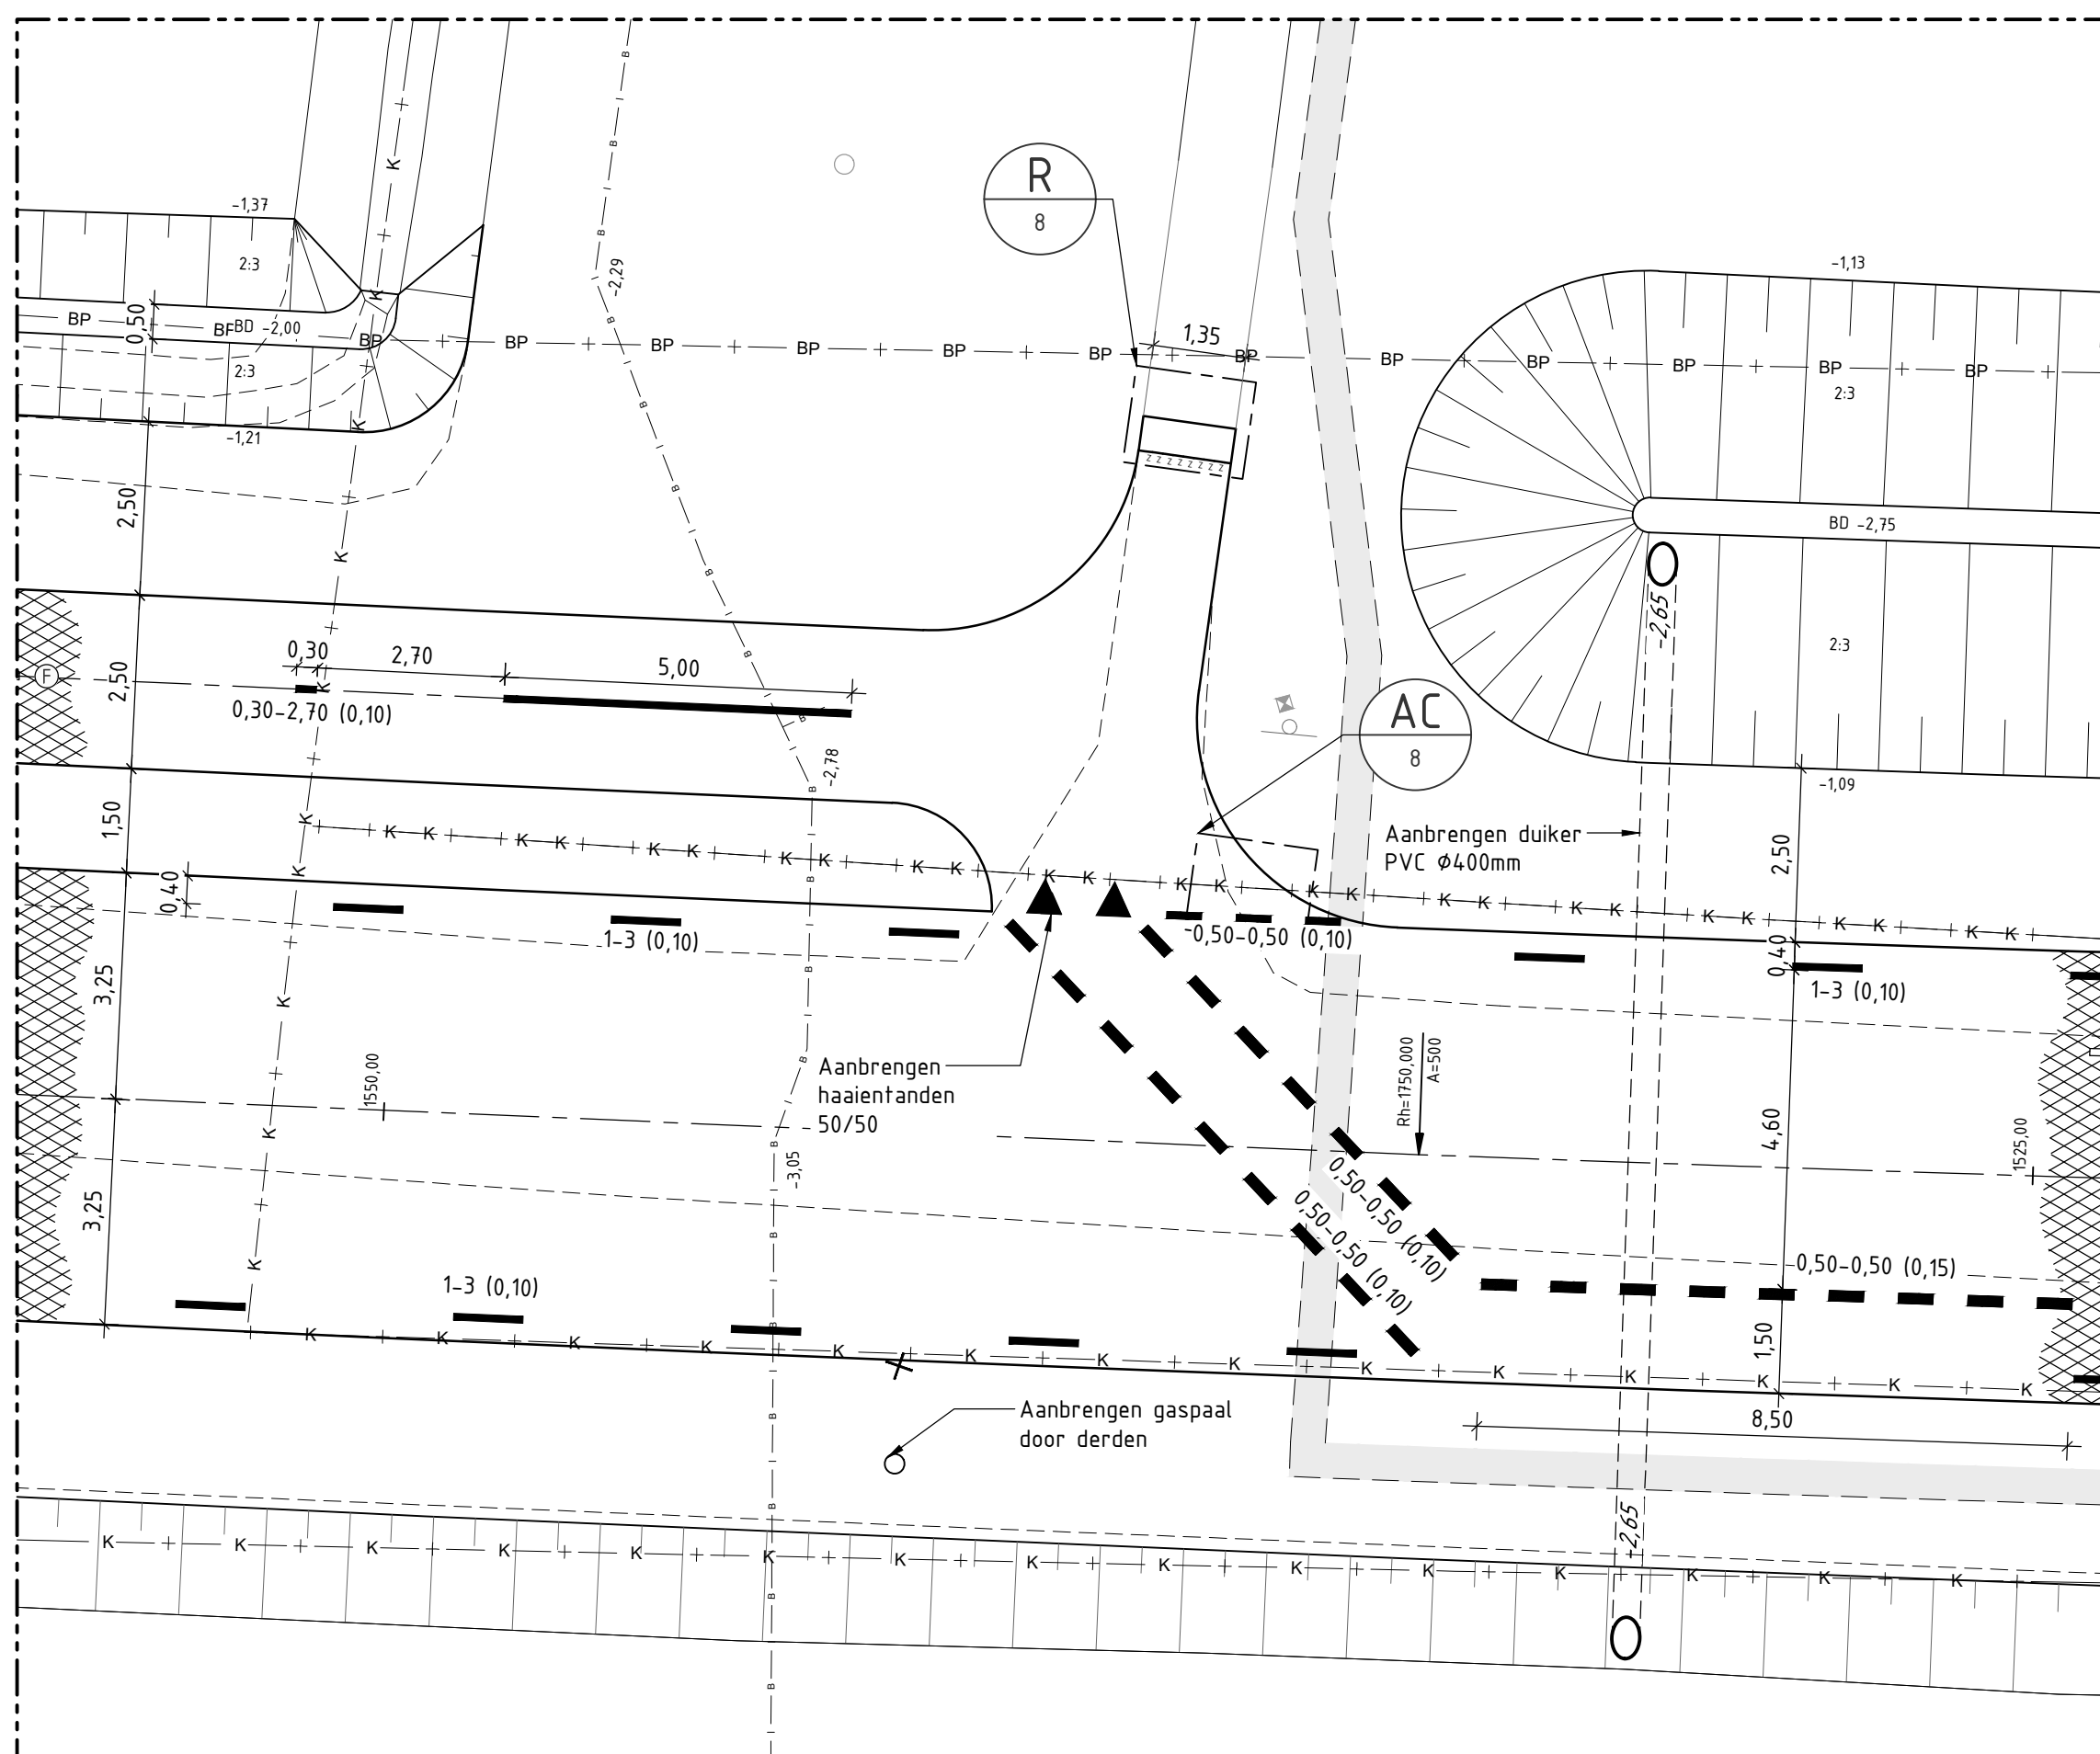 R
8
-1,37
2:3
BP
BD -2,00
0,50
BP
2:3
-1,21
-2,29
BP
BP
BP
BP
BP
1,35
BP
BP
BP
BP
BP
BP
-1,13
2:3
BD -2,75
-2,65
2:3
-1,09
2,50
2,50
F
0,30
2,70
5,00
0,30-2,70 (0,10)
-2,78
AC
8
1,50
0,40
1-3 (0,10)
-0,50-0,50 (0,10)
Aanbrengen duiker
PVC Ø400mm
2,50
0,40
1-3 (0,10)
3,25
1550,00
Aanbrengen
haaientanden
50/50
Rh=1750,000
A=500
4,60
1525,00
-3,05
3,25
0,50-0,50 (0,10)
0,50-0,50 (0,10)
0,50-0,50 (0,15)
1-3 (0,10)
1,50
8,50
Aanbrengen gaspaal
door derden
-2,65